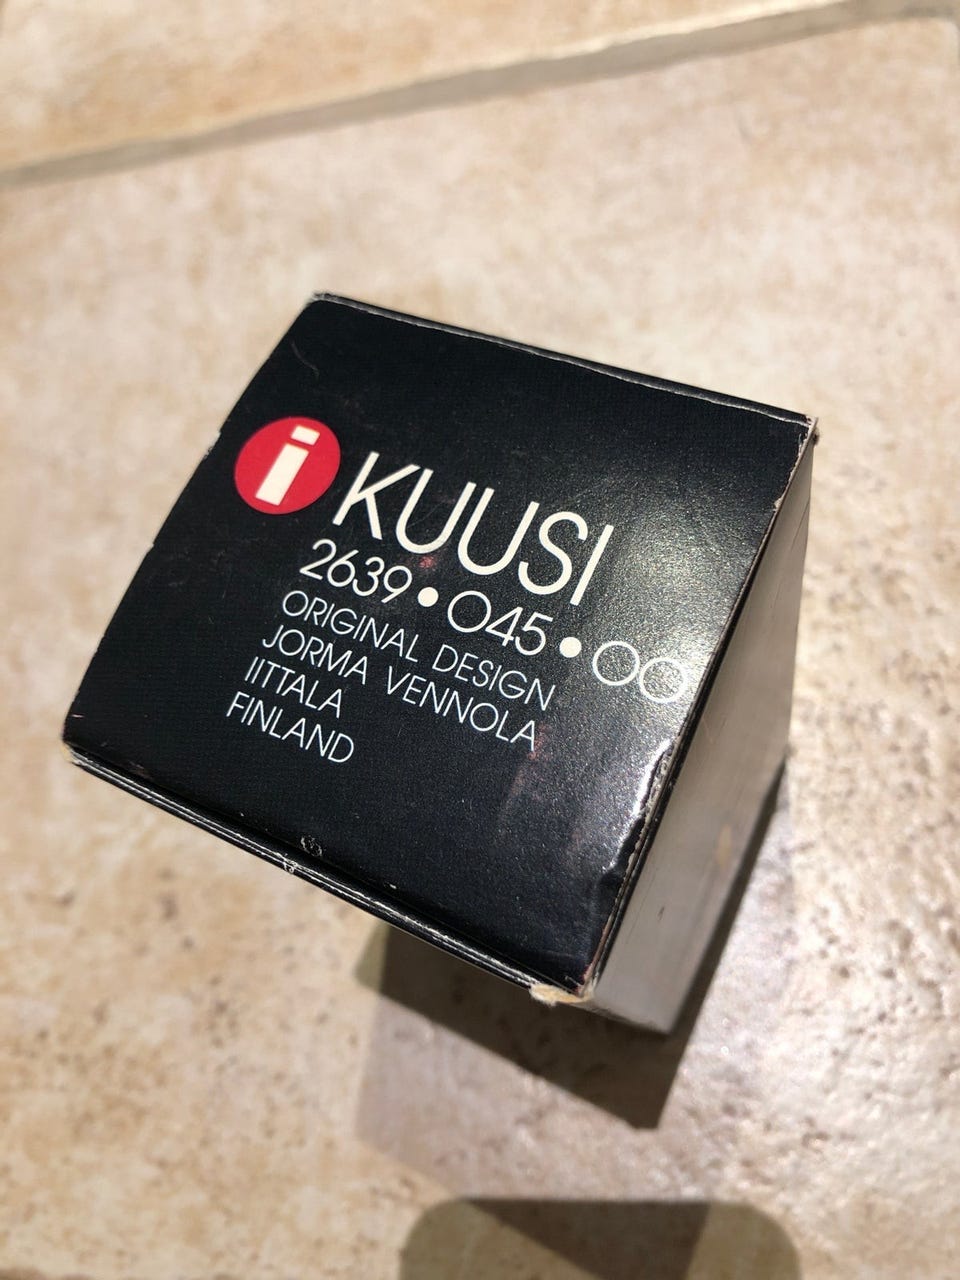 i KUUSI
2639•045•00
ORIGINAL DESIGN
JORMA VENNOLA
IITTALA
FINLAND